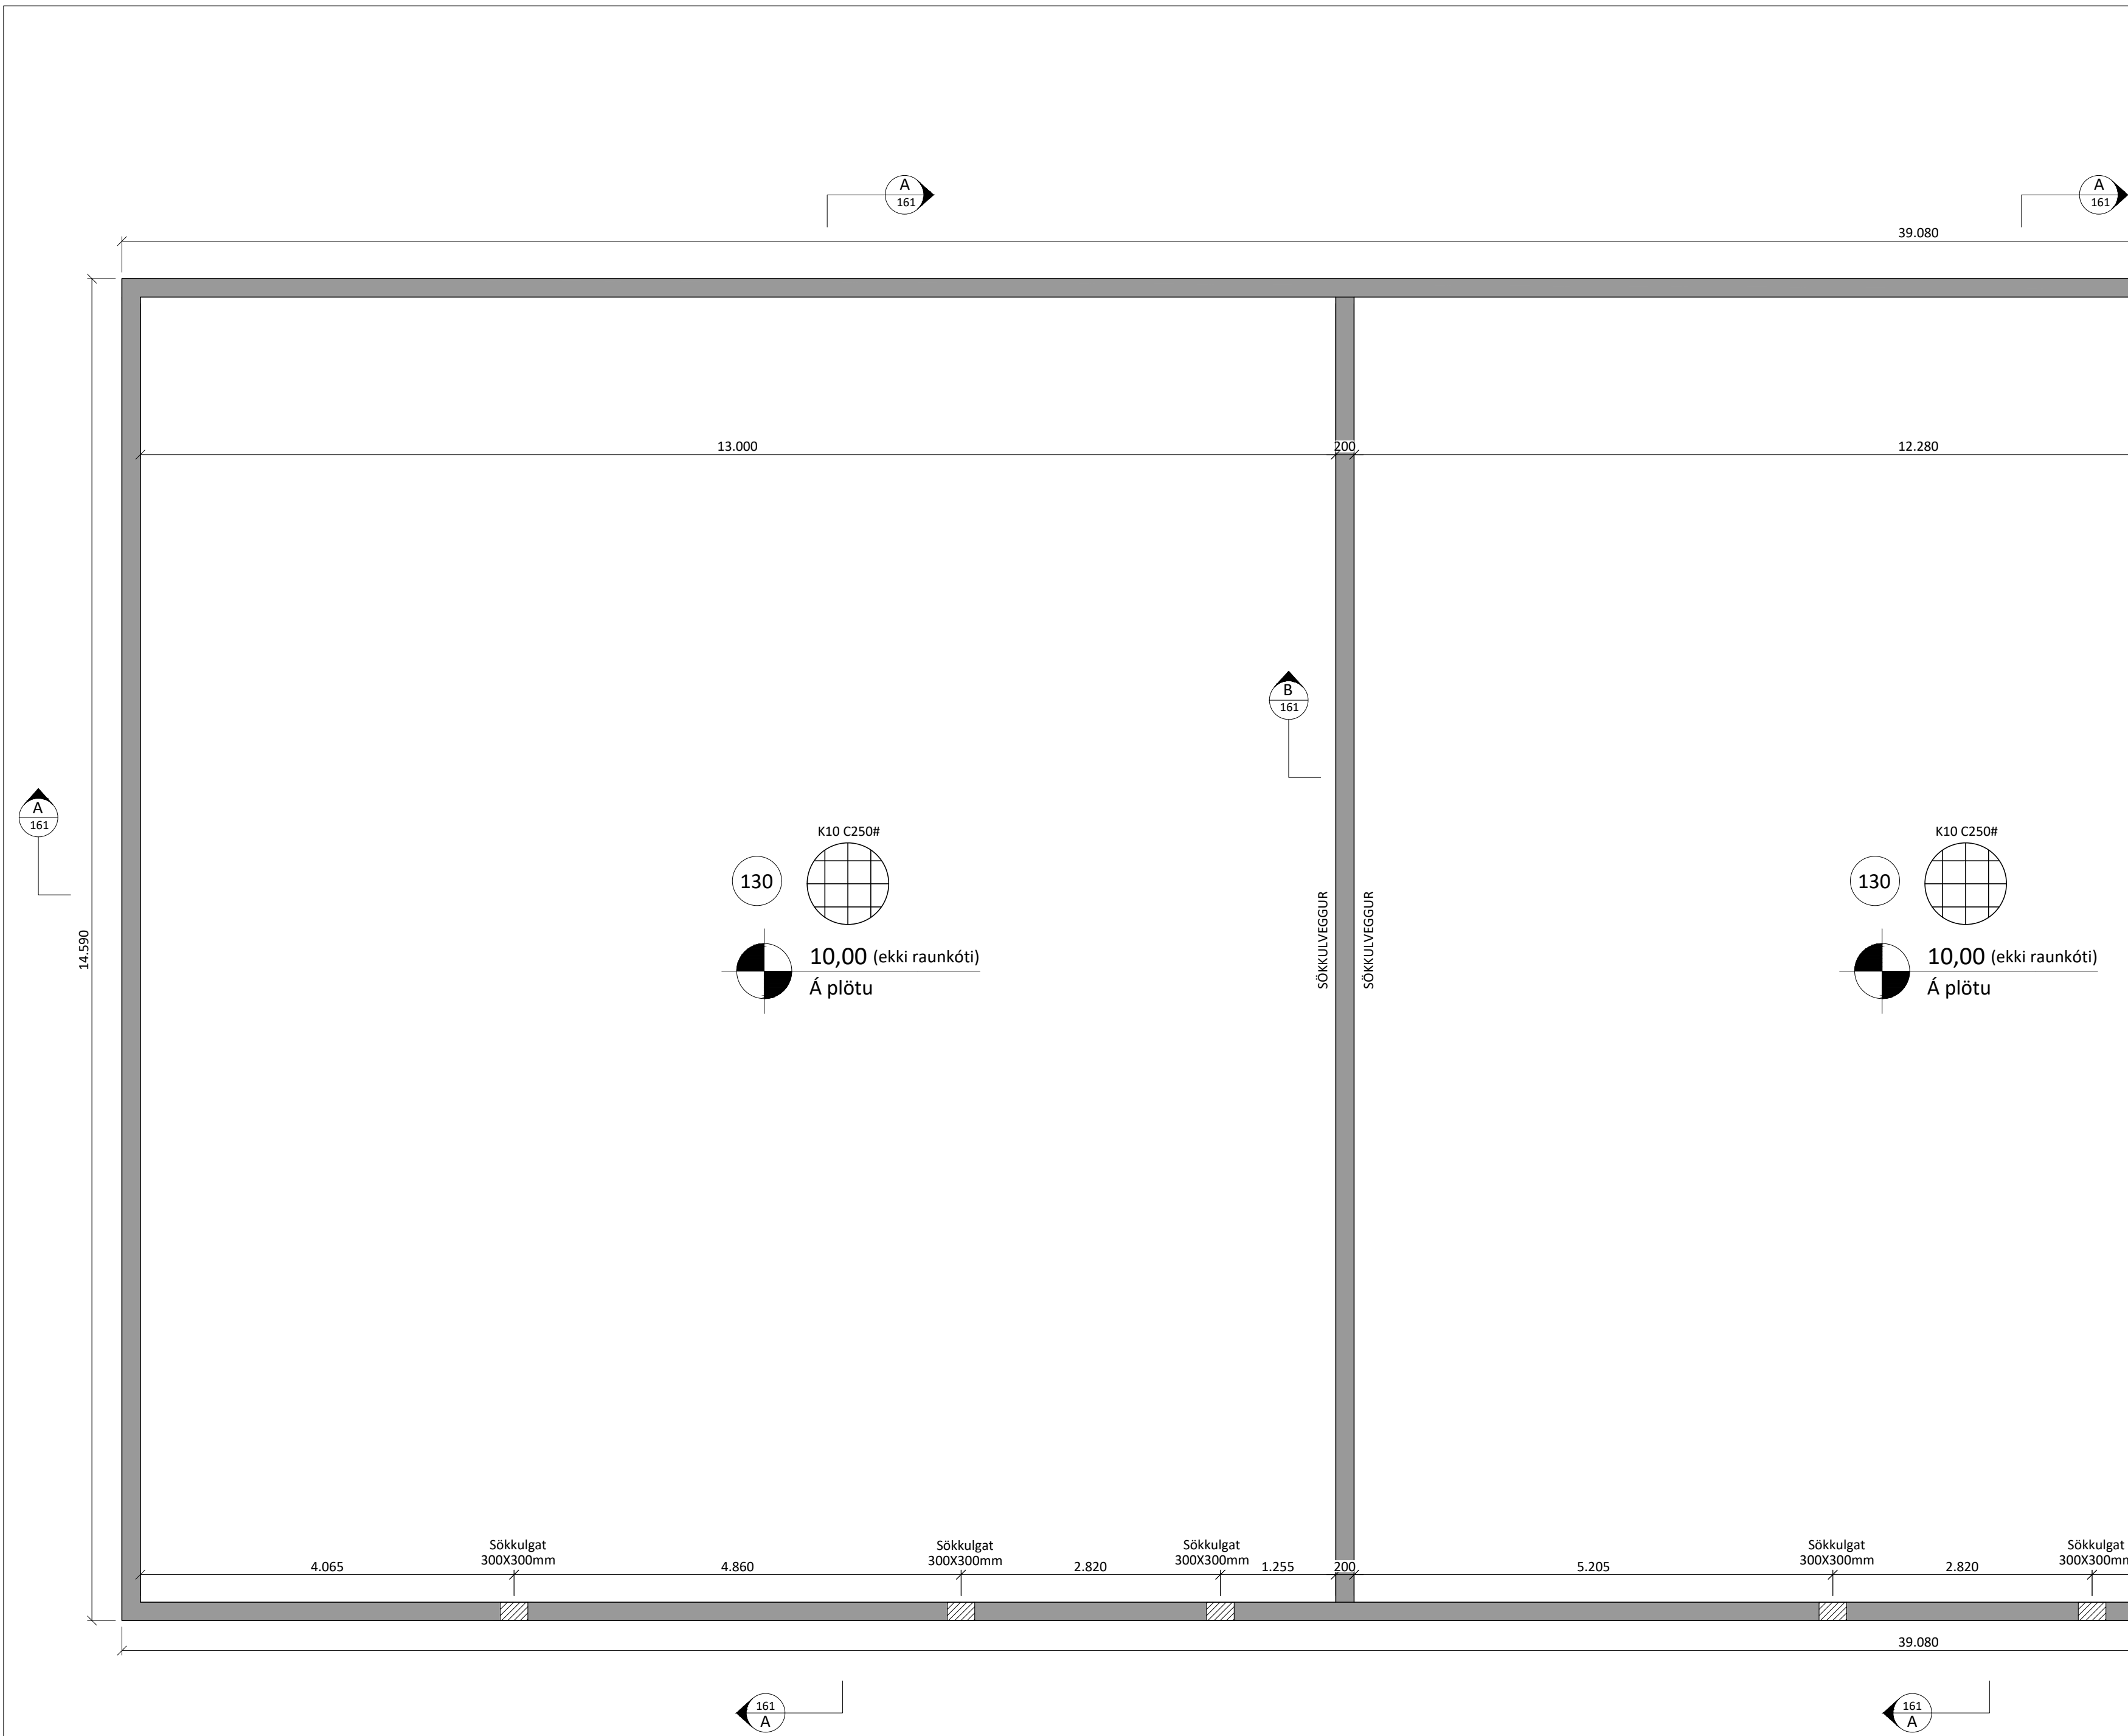 A
161
A
161
39.080
13.000
200
12.280
B
161
A
161
K10 C250#
130
K10 C250#
130
SÖKKULVEGGUR
SÖKKULVEGGUR
14.590
10,00 (ekki raunkóti)
Á plötu
10,00 (ekki raunkóti)
Á plötu
Sökkulgat
300X300mm
Sökkulgat
300X300mm
Sökkulgat
300X300mm
Sökkulgat
300X300mm
Sökkulgat
300X300mm
4.065
4.860
2.820
1.255
200
5.205
2.820
39.080
161
A
161
A